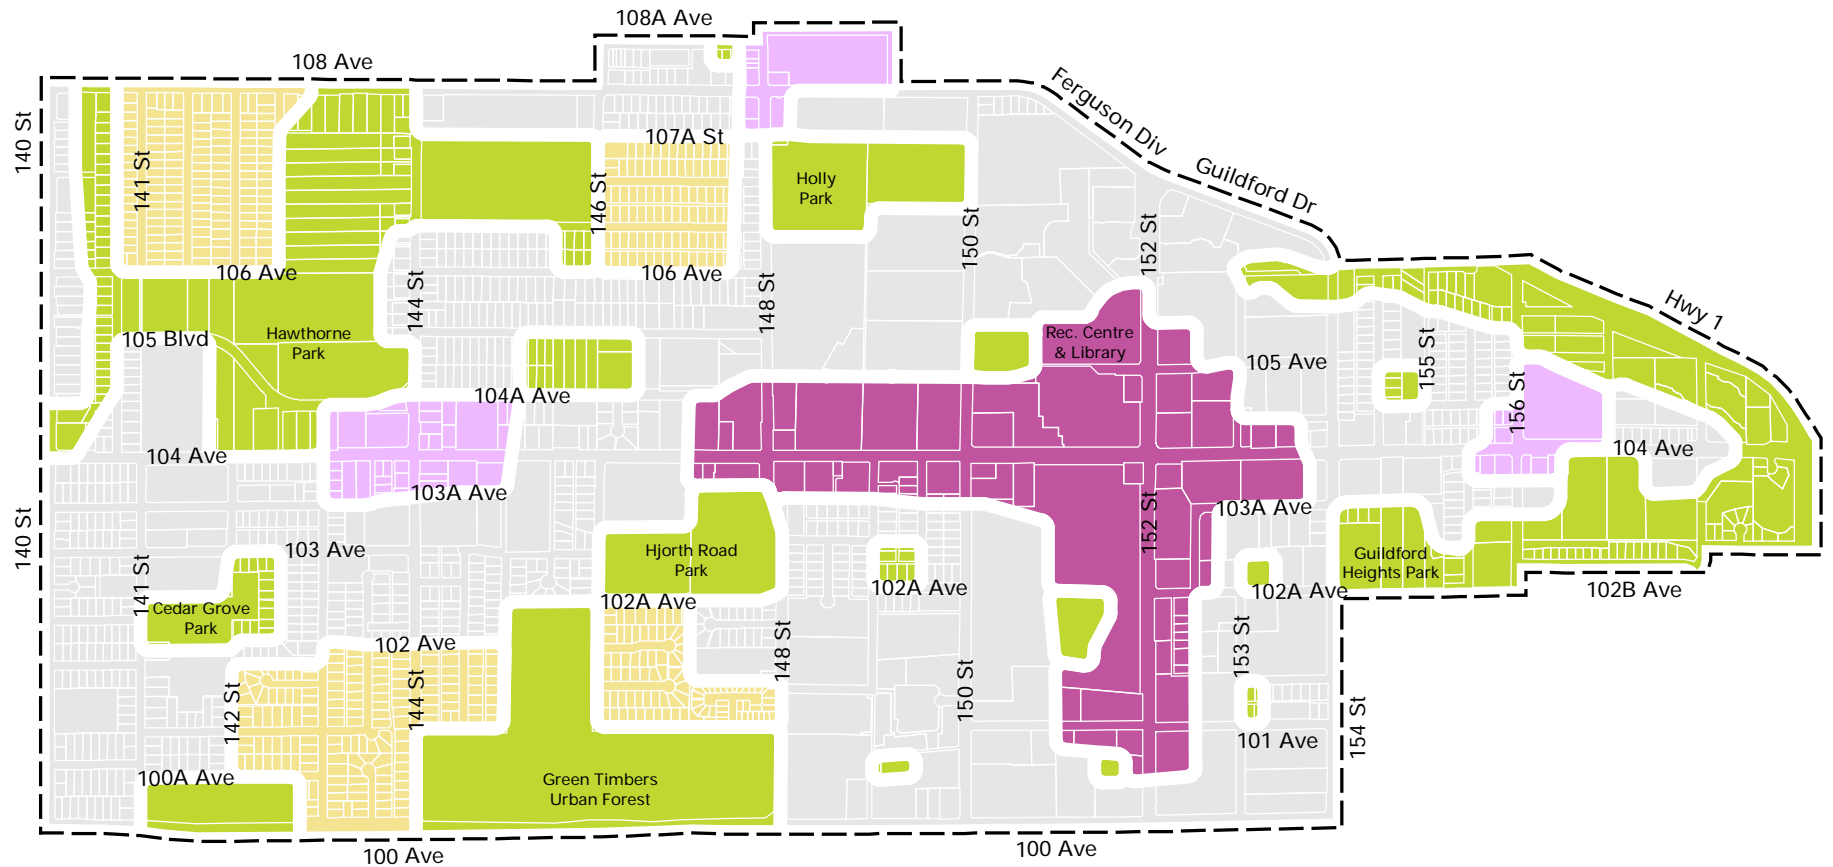 108A Ave
108 Ave
Ferguson Div
140 St
107A St
141 St
Holly
Park
Guildford Dr
146 St
150 St
152 St
106 Ave
106 Ave
144 St
148 St
Hwy 1
105 Blvd
Hawthorne
Park
Rec. Centre
& Library
105 Ave
155 St
104A Ave
156 St
104 Ave
104 Ave
103A Ave
103A Ave
152 St
140 St
103 Ave
Hjorth Road
Park
Guildford
Heights Park
141 St
102A Ave
102A Ave
102B Ave
102A Ave
Cedar Grove
Park
102 Ave
148 St
153 St
142 St
144 St
150 St
154 St
101 Ave
100A Ave
Green Timbers
Urban Forest
100 Ave
100 Ave